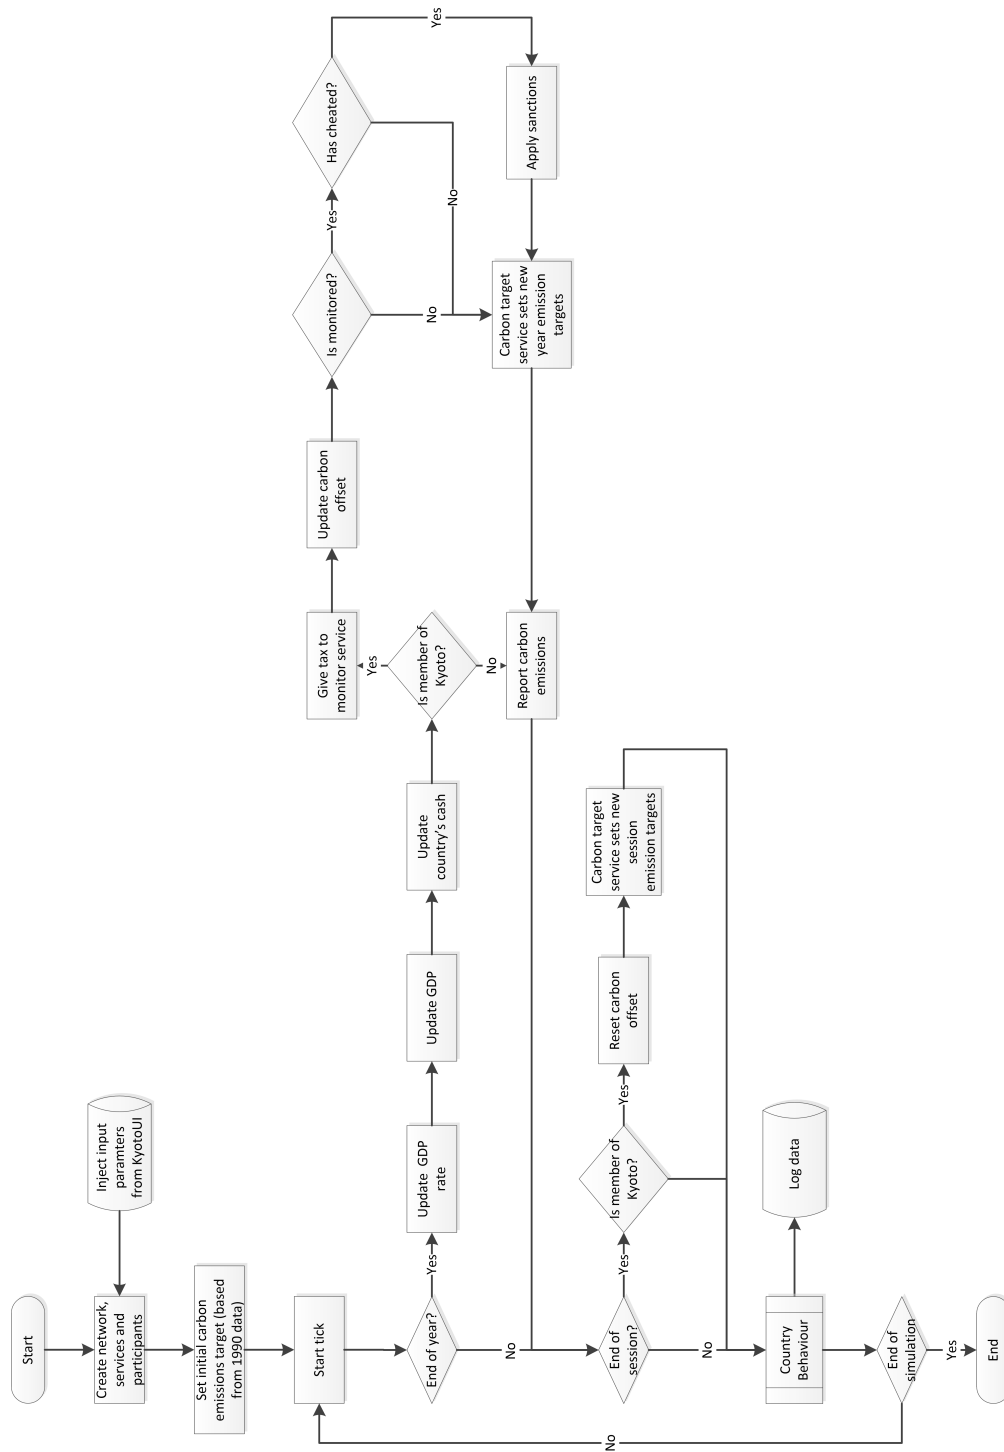 Start
Inject input
paramters
from KyotoUI
Create network,
services and
participants
Set initial carbon
emissions target (based
from 1990 data)
Start tick
End of year?
Yes
Update GDP
rate
Update GDP
Update
country's cash
Is member of
Kyoto?
Yes
Give tax to
monitor service
Update carbon
offset
Is monitored?
Yes
Has cheated?
Yes
Apply sanctions
No
No
Carbon target
service sets new
year emission
targets
No
Report carbon
emissions
No
End of
session?
Yes
Is member of
Kyoto?
Yes
Reset carbon
offset
Carbon target
service sets new
session
emission targets
No
Country
Behaviour
Log data
End of
simulation
No
Yes
End